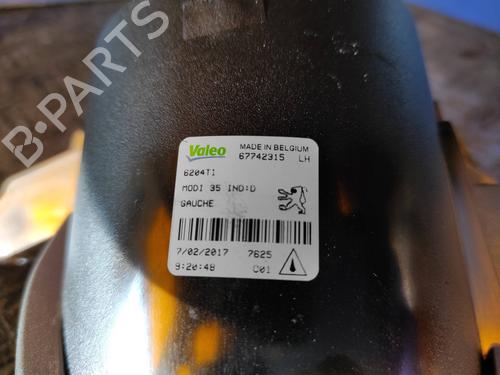 Valeo
MADE IN BELGIUM
67742315 LH
6204T1
MODI 35 IND:D
GAUCHE
7/02/2017 7625
9:20:48 C01
B-PARTS